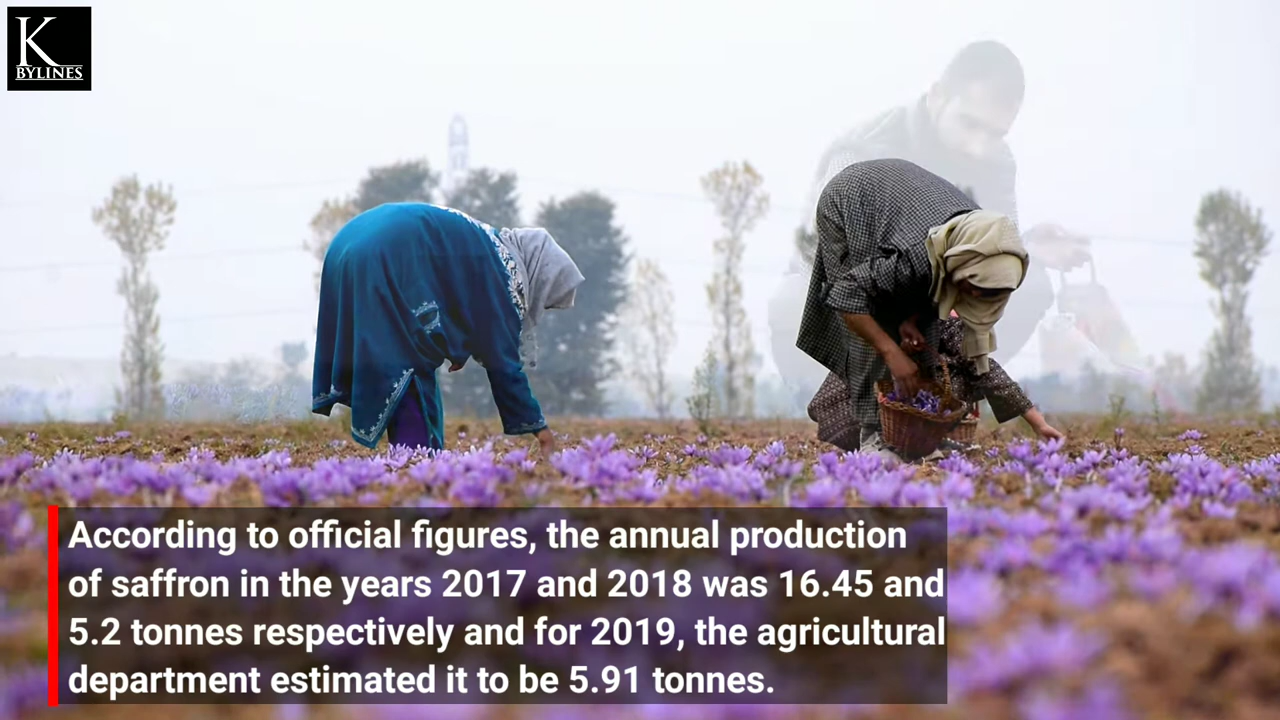 K
BYLINES
According to official figures, the annual production
of saffron in the years 2017 and 2018 was 16.45 and
5.2 tonnes respectively and for 2019, the agricultural
department estimated it to be 5.91 tonnes.